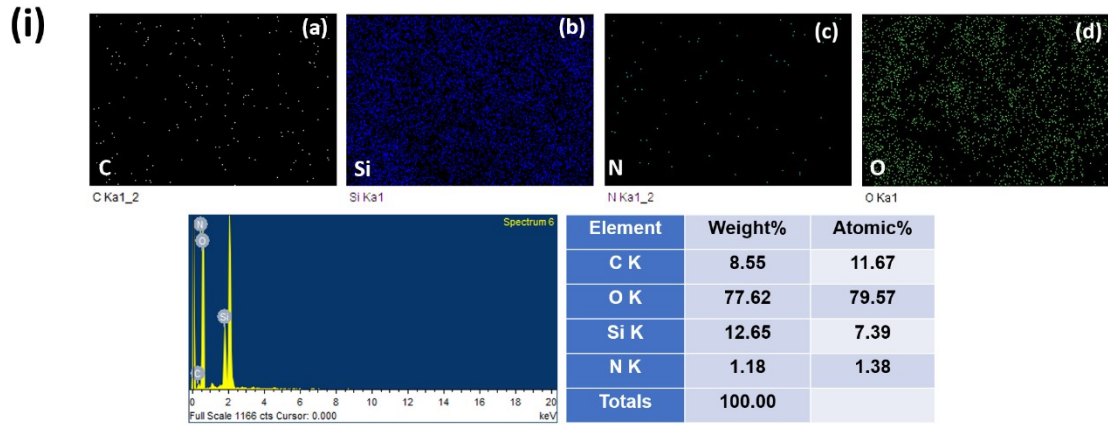 (i)
(a) (b) (c) (d)
C Si N O
C Ka1_2 Si Ka1 N Ka1_2 O Ka1
Spectrum 6
N
O
Si
C
0 2 4 6 8 10 12 14 16 18 20
Full Scale 1166 cts Cursor: 0.000 keV
Element Weight% Atomic%
C K 8.55 11.67
O K 77.62 79.57
Si K 12.65 7.39
N K 1.18 1.38
Totals 100.00